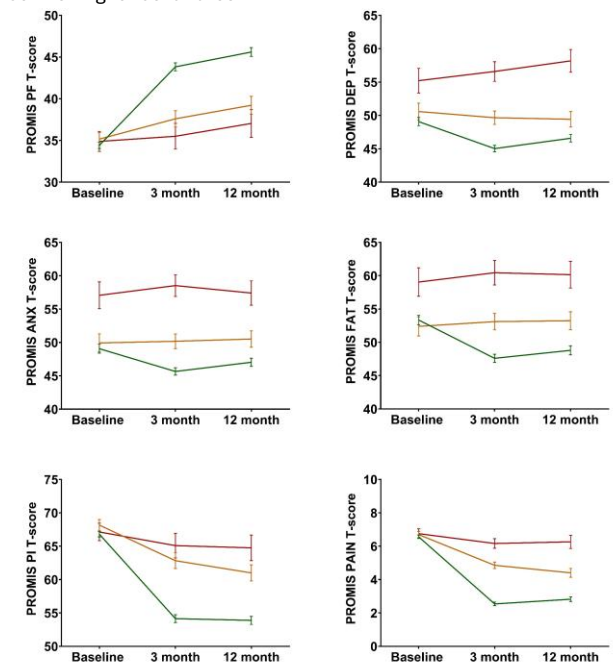 50
45
40
35
30
PROMIS PF T-score
Baseline 3 month 12 month
65
60
55
50
45
40
PROMIS DEP T-score
Baseline 3 month 12 month
65
60
55
50
45
40
PROMIS ANX T-score
Baseline 3 month 12 month
65
60
55
50
45
40
PROMIS FAT T-score
Baseline 3 month 12 month
75
70
65
60
55
50
PROMIS PI T-score
Baseline 3 month 12 month
10
8
6
4
2
0
PROMIS PAIN T-score
Baseline 3 month 12 month